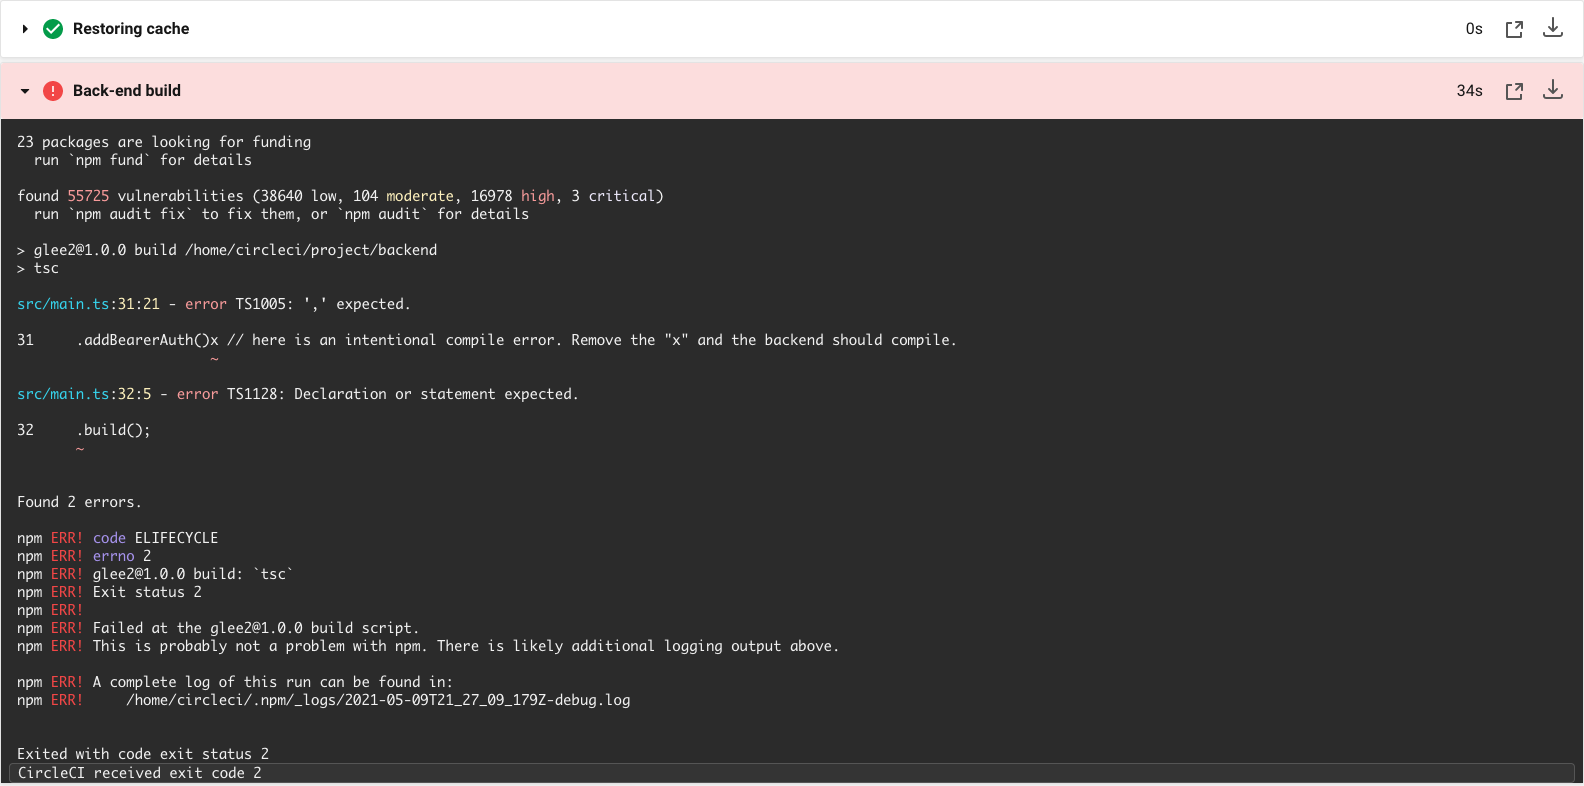 Restoring cache
0s
Back-end build
34s
23 packages are looking for funding
run `npm fund` for details
found 55725 vulnerabilities (38640 low, 104 moderate, 16978 high, 3 critical)
run `npm audit fix` to fix them, or `npm audit` for details
> glee2@1.0.0 build /home/circleci/project/backend
> tsc
src/main.ts:31:21 - error TS1005: ',' expected.
31     .addBearerAuth()x // here is an intentional compile error. Remove the "x" and the backend should compile.
~
src/main.ts:32:5 - error TS1128: Declaration or statement expected.
32     .build();
~
Found 2 errors.
npm ERR! code ELIFECYCLE
npm ERR! errno 2
npm ERR! glee2@1.0.0 build: `tsc`
npm ERR! Exit status 2
npm ERR!
npm ERR! Failed at the glee2@1.0.0 build script.
npm ERR! This is probably not a problem with npm. There is likely additional logging output above.
npm ERR! A complete log of this run can be found in:
npm ERR!     /home/circleci/.npm/_logs/2021-05-09T21_27_09_179Z-debug.log
Exited with code exit status 2
CircleCI received exit code 2